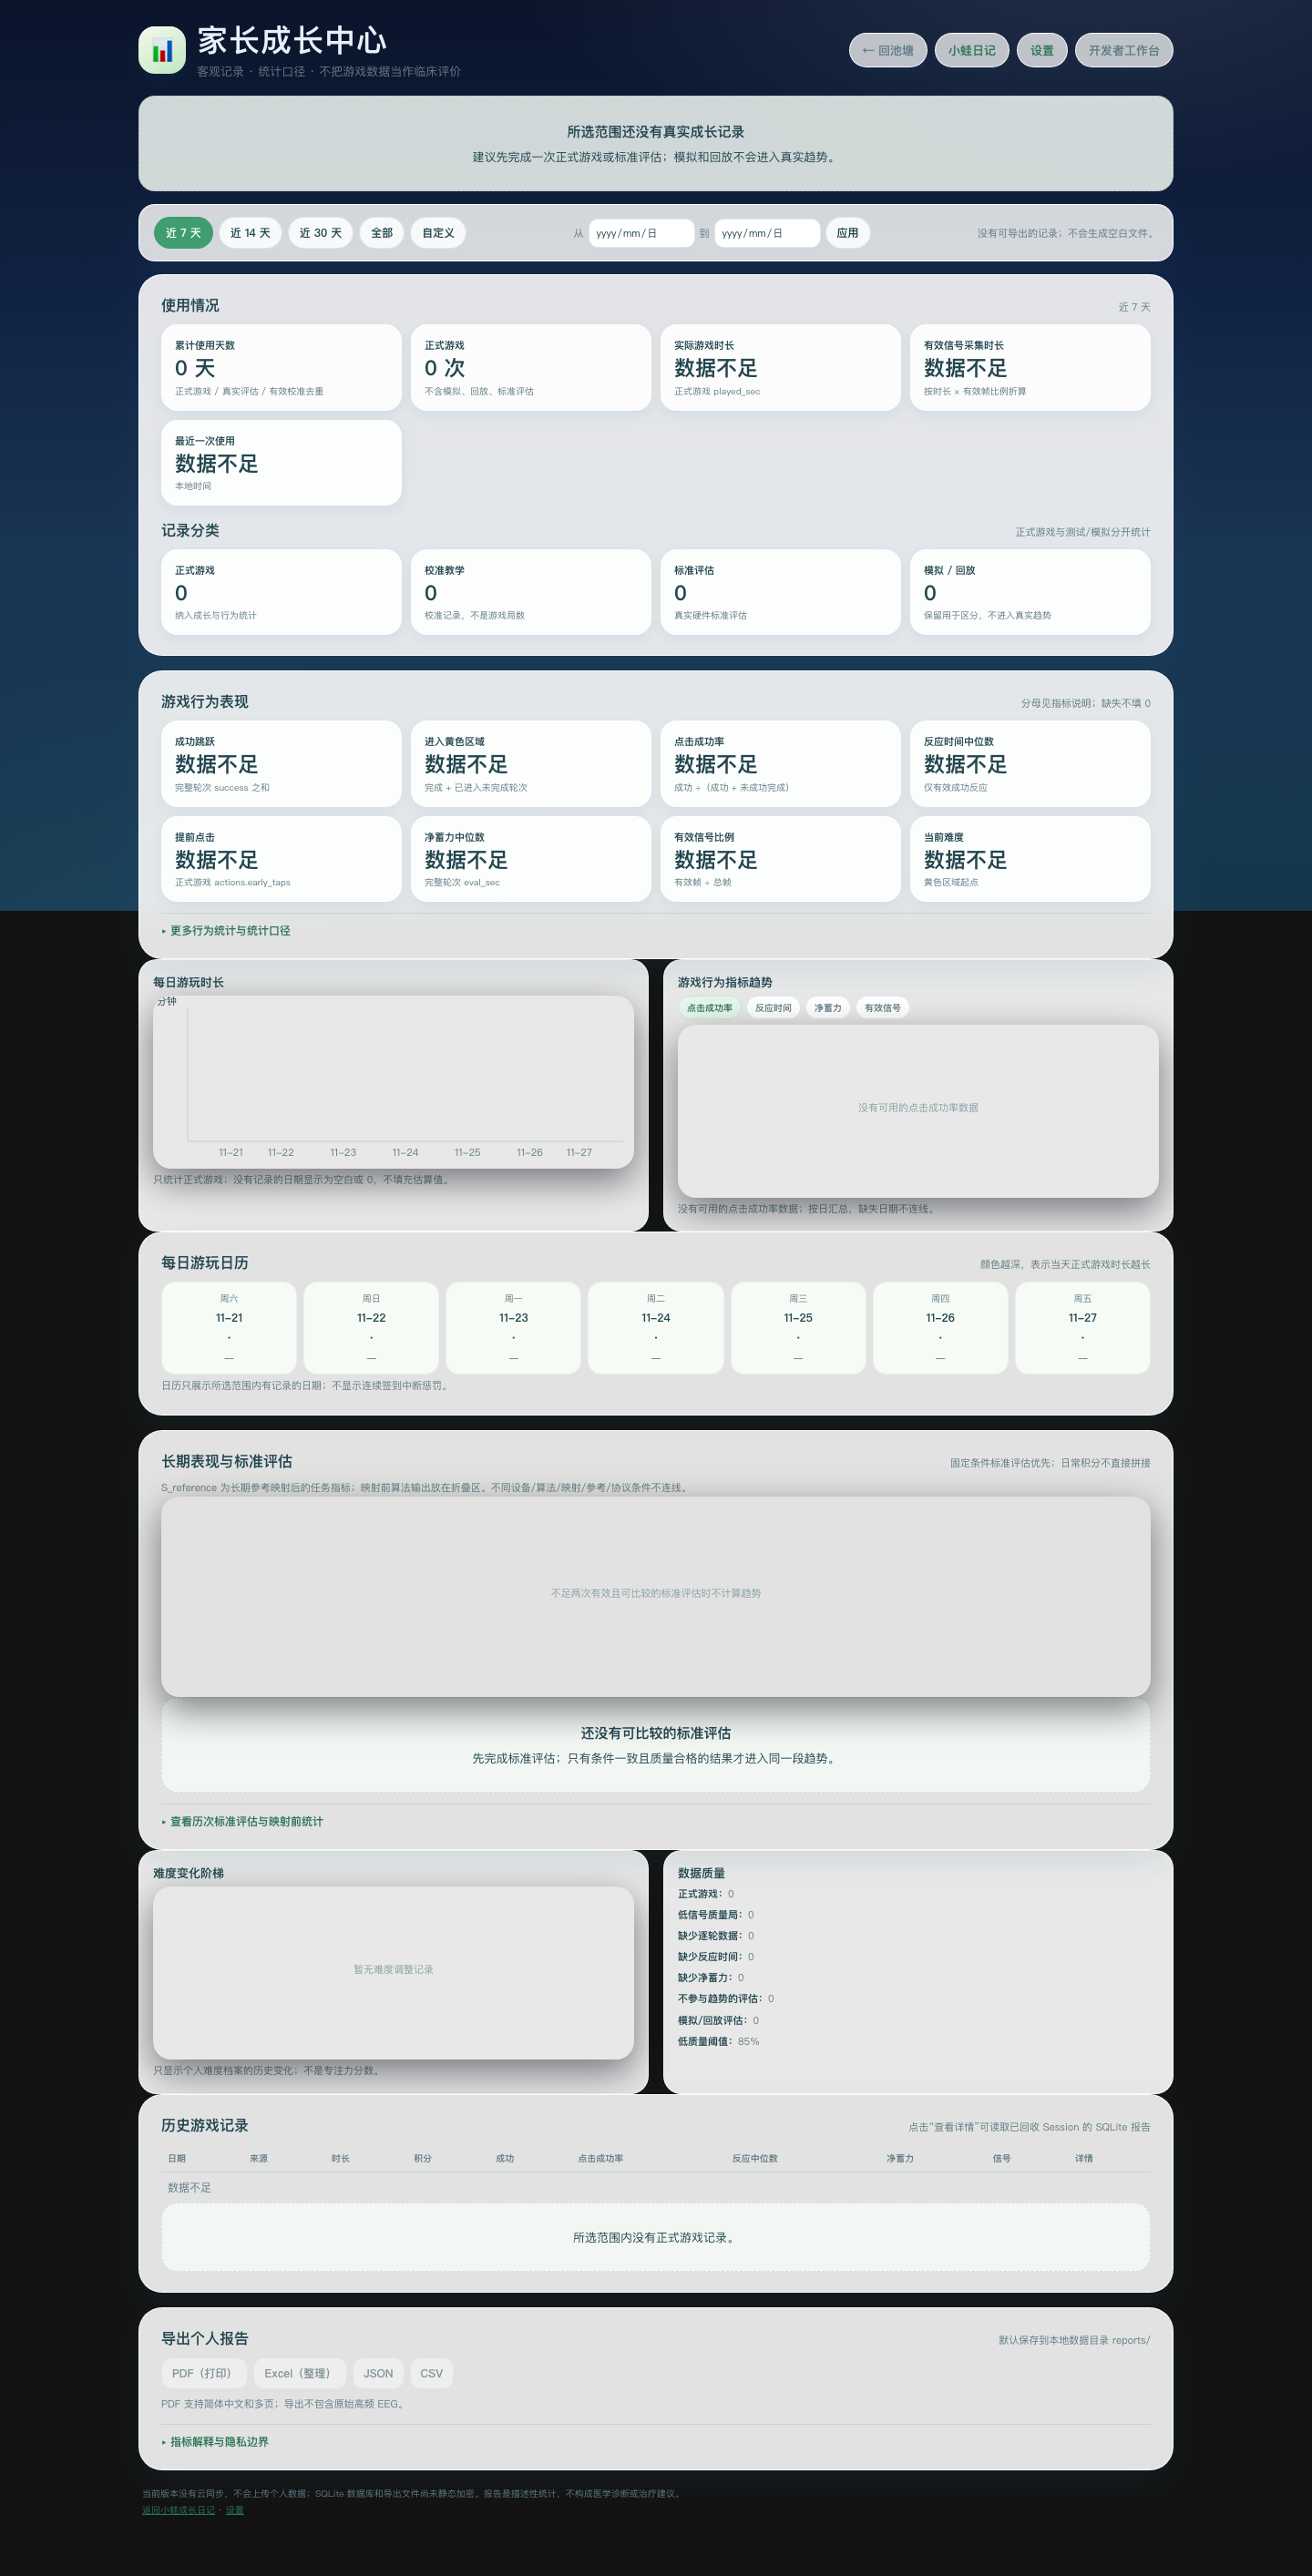 家长成长中心
客观记录 · 统计口径 · 不把游戏数据当作临床评价
← 回池塘
小蛙日记
设置
开发者工作台
所选范围还没有真实成长记录
建议先完成一次正式游戏或标准评估；模拟和回放不会进入真实趋势。
近 7 天
近 14 天
近 30 天
全部
自定义
从 yyyy/mm/日 到 yyyy/mm/日 应用
没有可导出的记录；不会生成空白文件。
使用情况
近 7 天
累计使用天数
0 天
正式游戏 / 真实评估 / 有效校准去重
正式游戏
0 次
不含模拟、回放、标准评估
实际游戏时长
数据不足
正式游戏 played_sec
有效信号采集时长
数据不足
按时长 × 有效帧比例折算
最近一次使用
数据不足
本地时间
记录分类
正式游戏与测试/模拟分开统计
正式游戏
0
纳入成长与行为统计
校准教学
0
校准记录，不是游戏局数
标准评估
0
真实硬件标准评估
模拟 / 回放
0
保留用于区分，不进入真实趋势
游戏行为表现
分母见指标说明；缺失不填 0
成功跳跃
数据不足
完整轮次 success 之和
进入黄色区域
数据不足
完成 + 已进入未完成轮次
点击成功率
数据不足
成功 ÷（成功 + 未成功完成）
反应时间中位数
数据不足
仅有效成功反应
提前点击
数据不足
正式游戏 actions.early_taps
净蓄力中位数
数据不足
完整轮次 eval_sec
有效信号比例
数据不足
有效帧 ÷ 总帧
当前难度
数据不足
黄色区域起点
▸ 更多行为统计与统计口径
每日游玩时长
分钟
11-21 11-22 11-23 11-24 11-25 11-26 11-27
只统计正式游戏；没有记录的日期显示为空白或 0，不填充估算值。
游戏行为指标趋势
点击成功率
反应时间
净蓄力
有效信号
没有可用的点击成功率数据
没有可用的点击成功率数据；按日汇总，缺失日期不连线。
每日游玩日历
颜色越深，表示当天正式游戏时长越长
周六
11-21
·
—
周日
11-22
·
—
周一
11-23
·
—
周二
11-24
·
—
周三
11-25
·
—
周四
11-26
·
—
周五
11-27
·
—
日历只展示所选范围内有记录的日期；不显示连续签到中断惩罚。
长期表现与标准评估
固定条件标准评估优先；日常积分不直接拼接
S_reference 为长期参考映射后的任务指标；映射前算法输出放在折叠区。不同设备/算法/映射/参考/协议条件不连线。
不足两次有效且可比较的标准评估时不计算趋势
还没有可比较的标准评估
先完成标准评估；只有条件一致且质量合格的结果才进入同一段趋势。
▸ 查看历次标准评估与映射前统计
难度变化阶梯
暂无难度调整记录
只显示个人难度档案的历史变化；不是专注力分数。
数据质量
正式游戏：0
低信号质量局：0
缺少逐轮数据：0
缺少反应时间：0
缺少净蓄力：0
不参与趋势的评估：0
模拟/回放评估：0
低质量阈值：85%
历史游戏记录
点击“查看详情”可读取已回收 Session 的 SQLite 报告
日期 来源 时长 积分 成功 点击成功率 反应中位数 净蓄力 信号 详情
数据不足
所选范围内没有正式游戏记录。
导出个人报告
默认保存到本地数据目录 reports/
PDF（打印）
Excel（整理）
JSON
CSV
PDF 支持简体中文和多页；导出不包含原始高频 EEG。
▸ 指标解释与隐私边界
当前版本没有云同步，不会上传个人数据；SQLite 数据库和导出文件尚未静态加密。报告是描述性统计，不构成医学诊断或治疗建议。
返回小蛙成长日记 · 设置